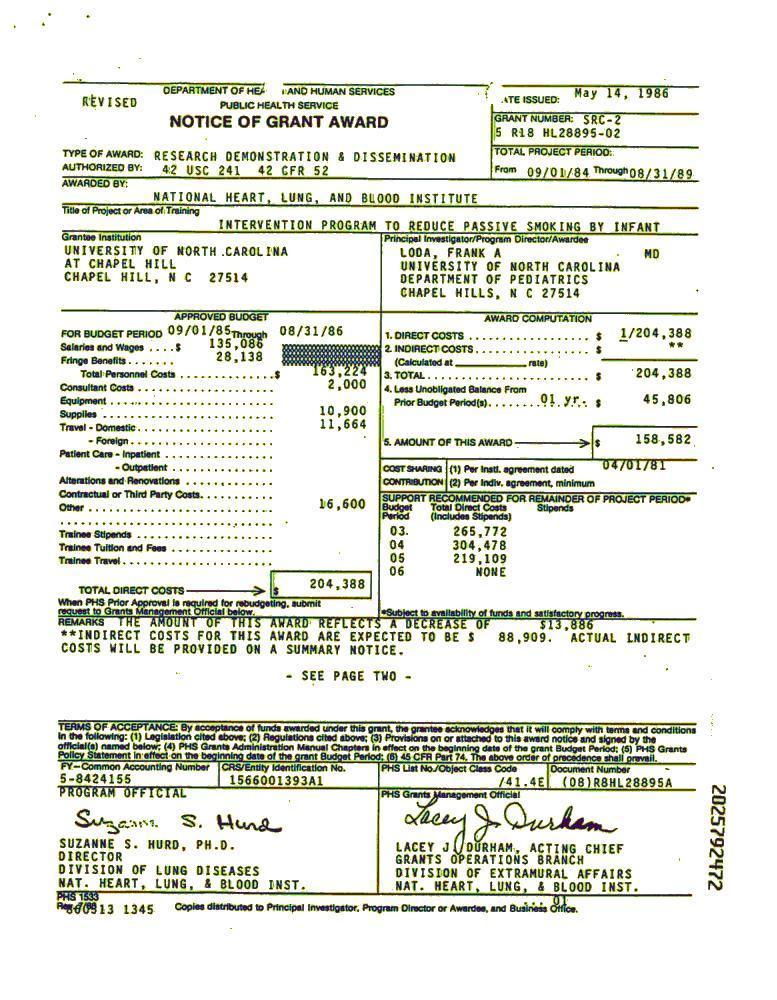 DEPARTMENT OF HEA AND HUMAN SERVICES
REVISED
PUBLIC HEALTH SERVICE
NOTICE OF GRANT AWARD
ATE ISSUED: May 14, 1986
GRANT NUMBER: SRC-2
5 R18 HL28895-02
TYPE OF AWARD: RESEARCH DEMONSTRATION & DISSEMINATION
AUTHORIZED BY: 42 USC 241 42 CFR 52
TOTAL PROJECT PERIOD:
From 09/01/84 Through 08/31/89
AWARDED BY:
NATIONAL HEART, LUNG, AND BLOOD INSTITUTE
Title of Project or Area of Training
INTERVENTION PROGRAM TO REDUCE PASSIVE SMOKING BY INFANT
Grantee Institution
UNIVERSITY OF NORTH CAROLINA
AT CHAPEL HILL
CHAPEL HILL, N C 27514
Principal Investigator/Program Director/Awardee
LODA, FRANK A MD
UNIVERSITY OF NORTH CAROLINA
DEPARTMENT OF PEDIATRICS
CHAPEL HILLS, N C 27514
APPROVED BUDGET
FOR BUDGET PERIOD 09/01/85 Through 08/31/86
Salaries and Wages .... $ 135,086
Fringe Benefits....... 28,138
Total Personnel Costs ............ $ 163,224
Consultant Costs .................. 2,000
Equipment ......................
Supplies ....................... 10,900
Travel - Domestic................ 11,664
- Foreign..................
Patient Care - Inpatient ..............
- Outpatient .............
Alterations and Renovations ............
Contractual or Third Party Costs..........
Other .......................... 16,600
Trainee Stipends ..................
Trainee Tuition and Fees ..............
Trainee Travel....................
TOTAL DIRECT COSTS $ 204,388
When PHS Prior Approval is required for rebudgeting, submit
request to Grants Management Official below.
AWARD COMPUTATION
1. DIRECT COSTS .................. $ 1/204,388
2. INDIRECT COSTS.................. $ **
(Calculated at ______ rate)
3. TOTAL........................ $ 204,388
4. Less Unobligated Balance From
Prior Budget Period(s)........ 01 yr. $ 45,806
5. AMOUNT OF THIS AWARD $ 158,582
COST SHARING (1) Per Insti. agreement dated 04/01/81
CONTRIBUTION (2) Per Indiv. agreement, minimum
SUPPORT RECOMMENDED FOR REMAINDER OF PROJECT PERIOD*
Budget Total Direct Costs Stipends
Period (Includes Stipends)
03. 265,772
04 304,478
05 219,109
06 NONE
*Subject to availability of funds and satisfactory progress.
REMARKS THE AMOUNT OF THIS AWARD REFLECTS A DECREASE OF $13,886
**INDIRECT COSTS FOR THIS AWARD ARE EXPECTED TO BE $ 88,909. ACTUAL INDIRECT
COSTS WILL BE PROVIDED ON A SUMMARY NOTICE.
- SEE PAGE TWO -
TERMS OF ACCEPTANCE: By acceptance of funds awarded under this grant, the grantee acknowledges that it will comply with terms and conditions
in the following: (1) Legislation cited above; (2) Regulations cited above; (3) Provisions on or attached to this award notice and signed by the
official(s) named below; (4) PHS Grants Administration Manual Chapters in effect on the beginning date of the grant Budget Period; (5) PHS Grants
Policy Statement in effect on the beginning date of the grant Budget Period; (6) 45 CFR Part 74. The above order of precedence shall prevail.
FY-Common Accounting Number CRS/Entity Identification No. PHS List No./Object Class Code Document Number
5-8424155 1566001393A1 /41.4E (08)R8HL28895A
PROGRAM OFFICIAL
Suzanne S. Hurd
SUZANNE S. HURD, PH.D.
DIRECTOR
DIVISION OF LUNG DISEASES
NAT. HEART, LUNG, & BLOOD INST.
PHS Grants Management Official
Lacey J. Durham
LACEY J. DURHAM, ACTING CHIEF
GRANTS OPERATIONS BRANCH
DIVISION OF EXTRAMURAL AFFAIRS
NAT. HEART, LUNG, & BLOOD INST.
PHS 1533
860313 1345 Copies distributed to Principal Investigator, Program Director or Awardee, and Business Office. 01
2025792472